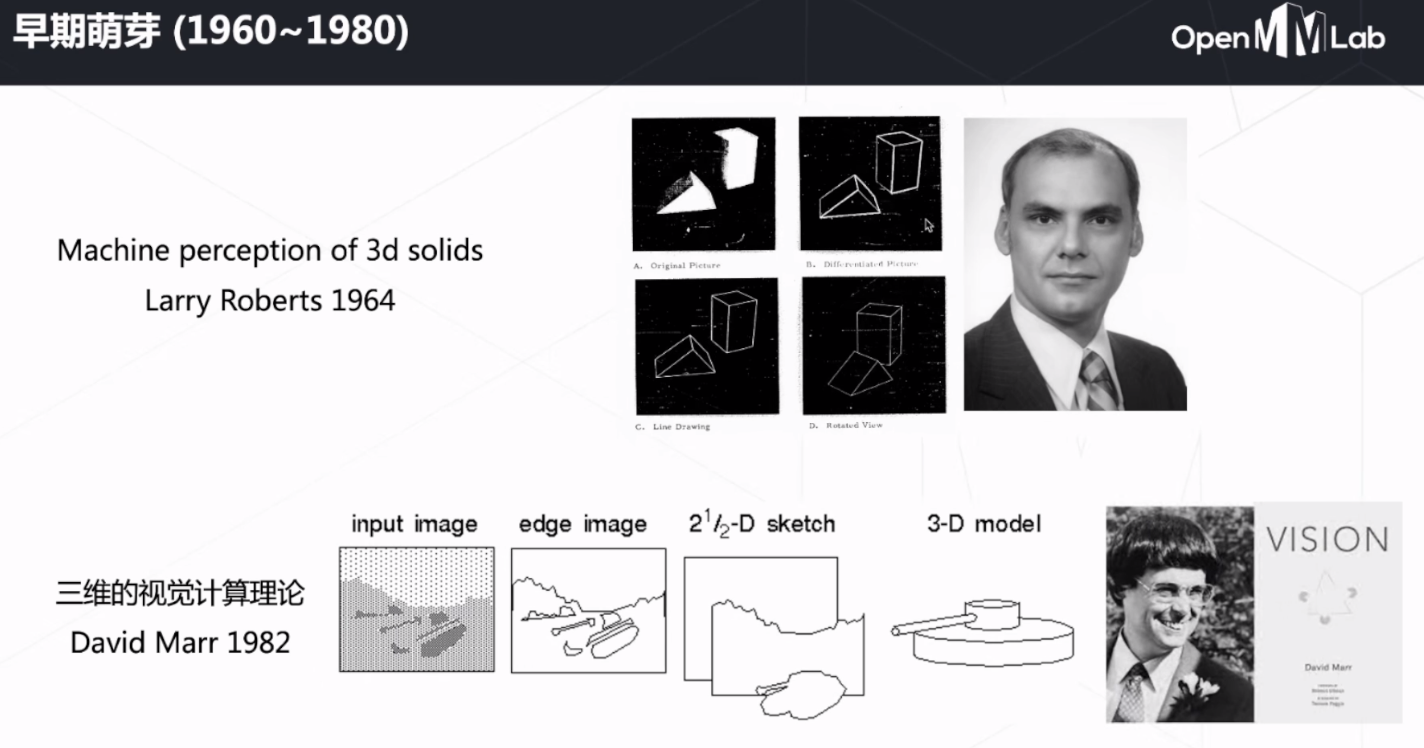 早期萌芽 (1960~1980)
OpenMMLab
Machine perception of 3d solids
Larry Roberts 1964
A. Original Picture
B. Differentiated Picture
C. Line Drawing
D. Rotated View
input image
edge image
2 1/2-D sketch
3-D model
三维的视觉计算理论
David Marr 1982
VISION
David Marr